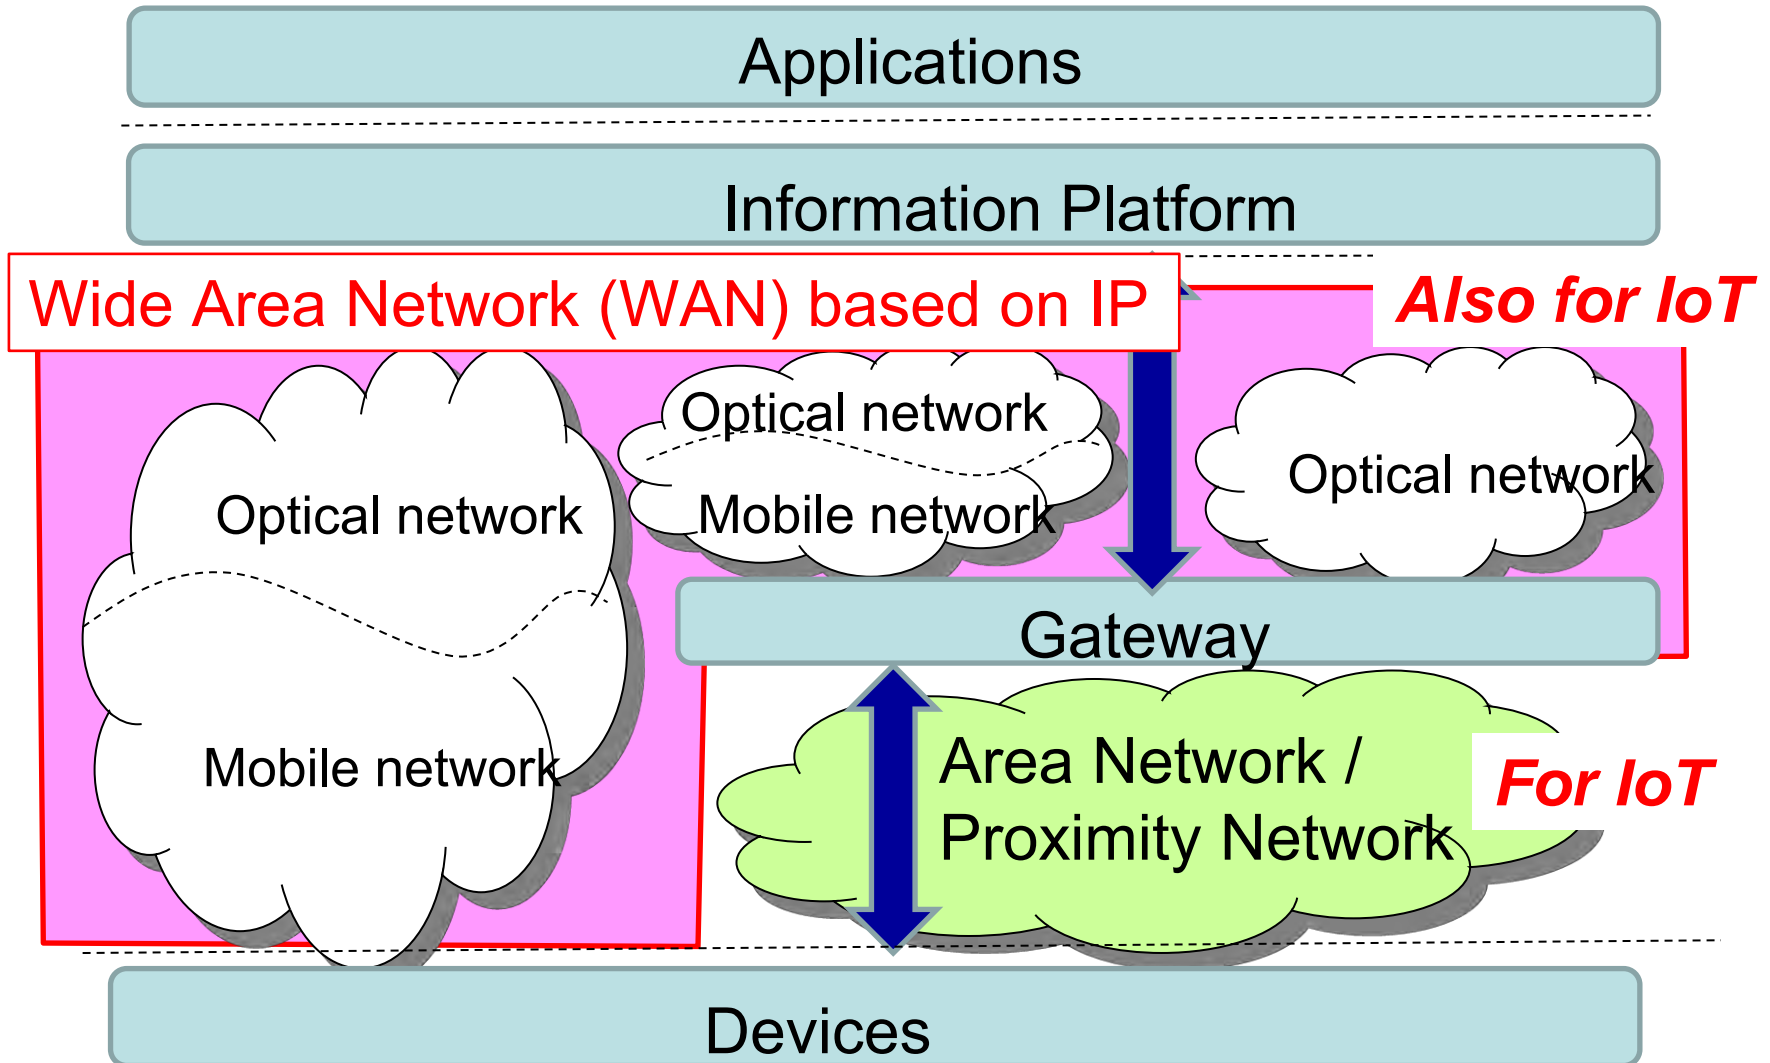 Applications
Information Platform
Wide Area Network (WAN) based on IP
Also for IoT
Optical network
Mobile network
Optical network
Mobile network
Optical network
Gateway
Area Network /
Proximity Network
For IoT
Devices